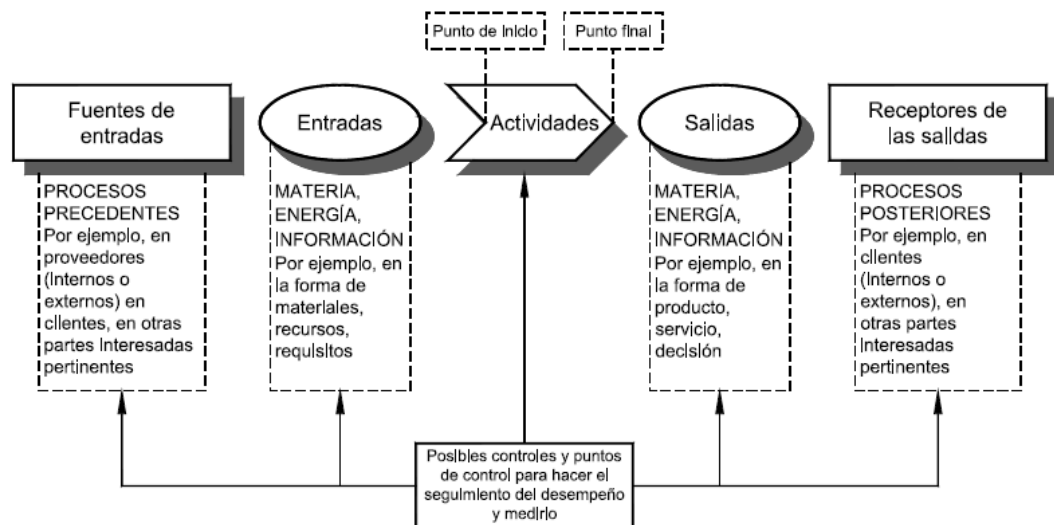 Punto de inicio
Punto final
Fuentes de
entradas
Entradas
Actividades
Salidas
Receptores de
las salidas
PROCESOS
PRECEDENTES
Por ejemplo, en
proveedores
(internos o
externos) en
clientes, en otras
partes interesadas
pertinentes
MATERIA,
ENERGÍA,
INFORMACIÓN
Por ejemplo, en
la forma de
materiales,
recursos,
requisitos
MATERIA,
ENERGÍA,
INFORMACIÓN
Por ejemplo, en
la forma de
producto,
servicio,
decisión
PROCESOS
POSTERIORES
Por ejemplo, en
clientes
(internos o
externos), en
otras partes
interesadas
pertinentes
Posibles controles y puntos
de control para hacer el
seguimiento del desempeño
y medirlo